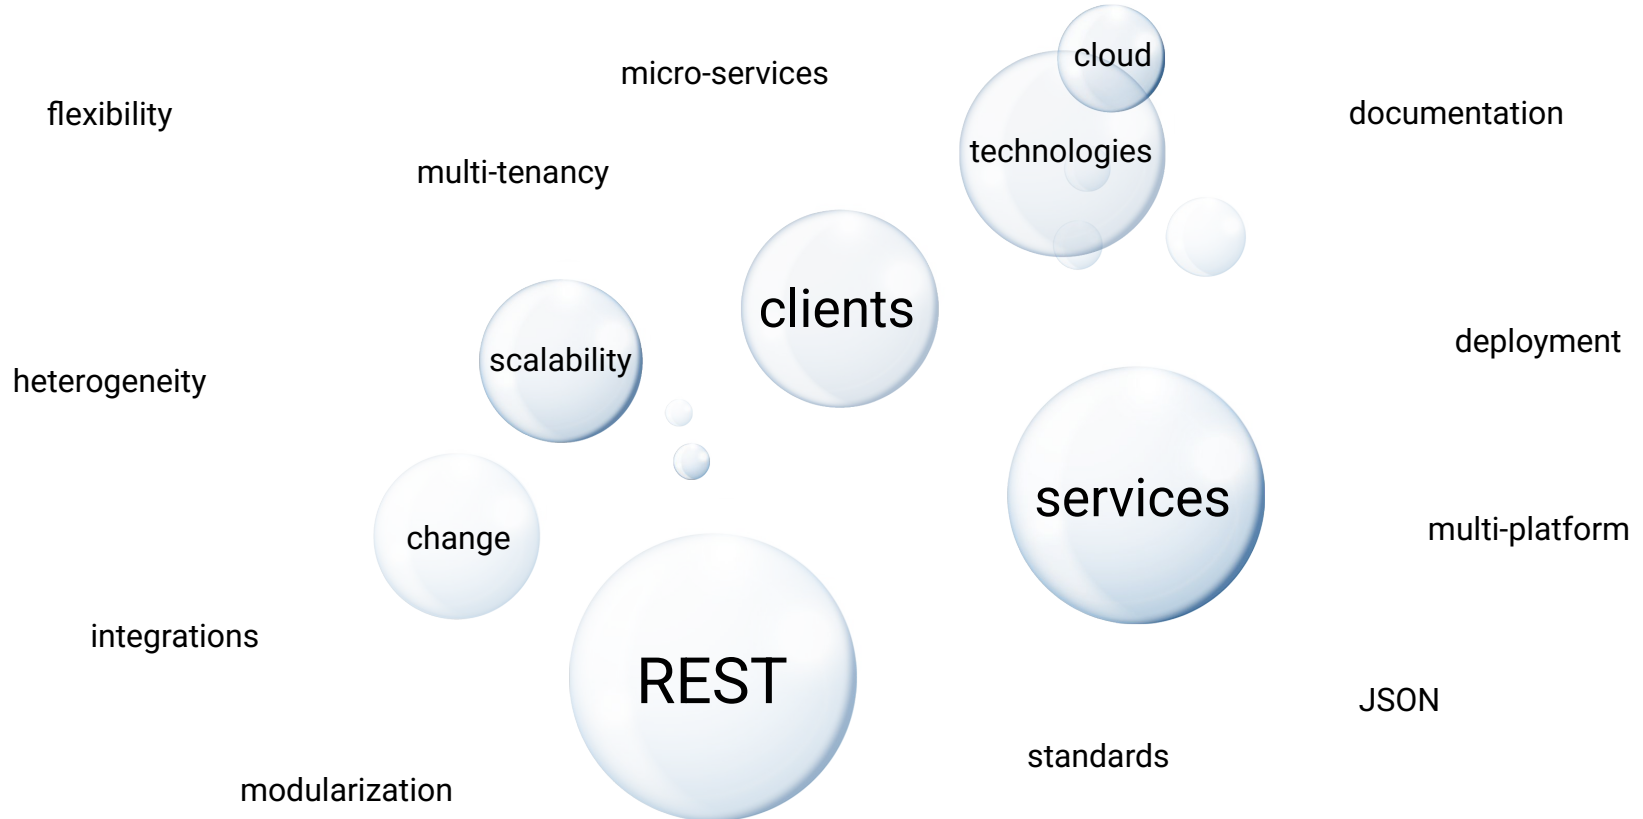 cloud
micro-services
flexibility
documentation
technologies
multi-tenancy
clients
deployment
scalability
heterogeneity
services
multi-platform
change
integrations
REST
JSON
standards
modularization